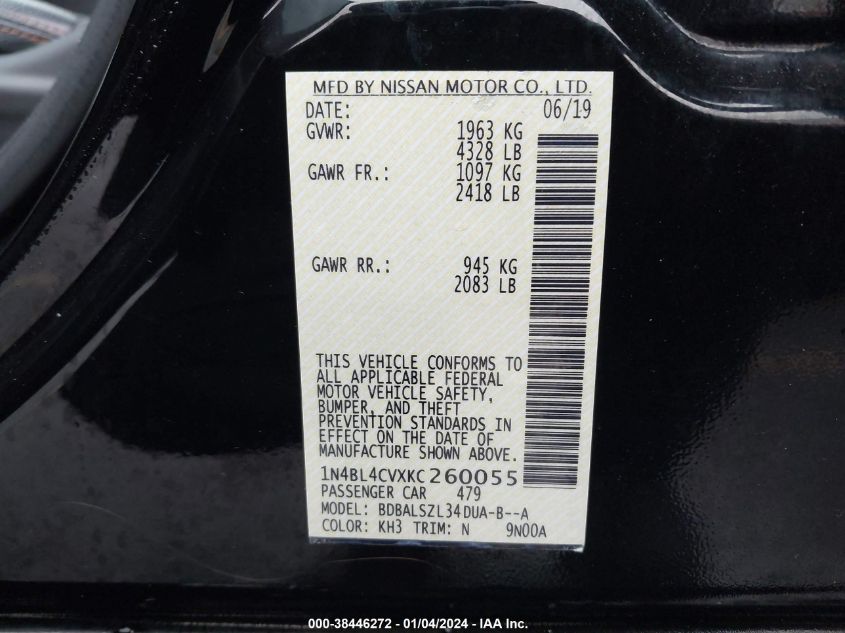 MFD BY NISSAN MOTOR CO., LTD.
DATE: 06/19
GVWR: 1963 KG
4328 LB
GAWR FR.: 1097 KG
2418 LB
GAWR RR.: 945 KG
2083 LB
THIS VEHICLE CONFORMS TO
ALL APPLICABLE FEDERAL
MOTOR VEHICLE SAFETY,
BUMPER, AND THEFT
PREVENTION STANDARDS IN
EFFECT ON THE DATE OF
MANUFACTURE SHOWN ABOVE.
1N4BL4CVXKC260055
PASSENGER CAR 479
MODEL: BDBALSZL34DUA-B--A
COLOR: KH3 TRIM: N 9N00A
000-38446272 - 01/04/2024 - IAA Inc.